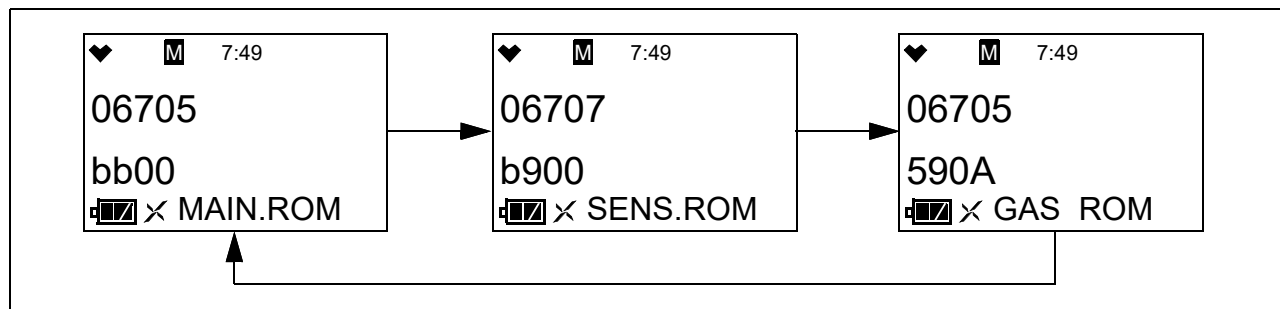 M 7:49
06705
bb00
MAIN.ROM
M 7:49
06707
b900
SENS.ROM
M 7:49
06705
590A
GAS ROM